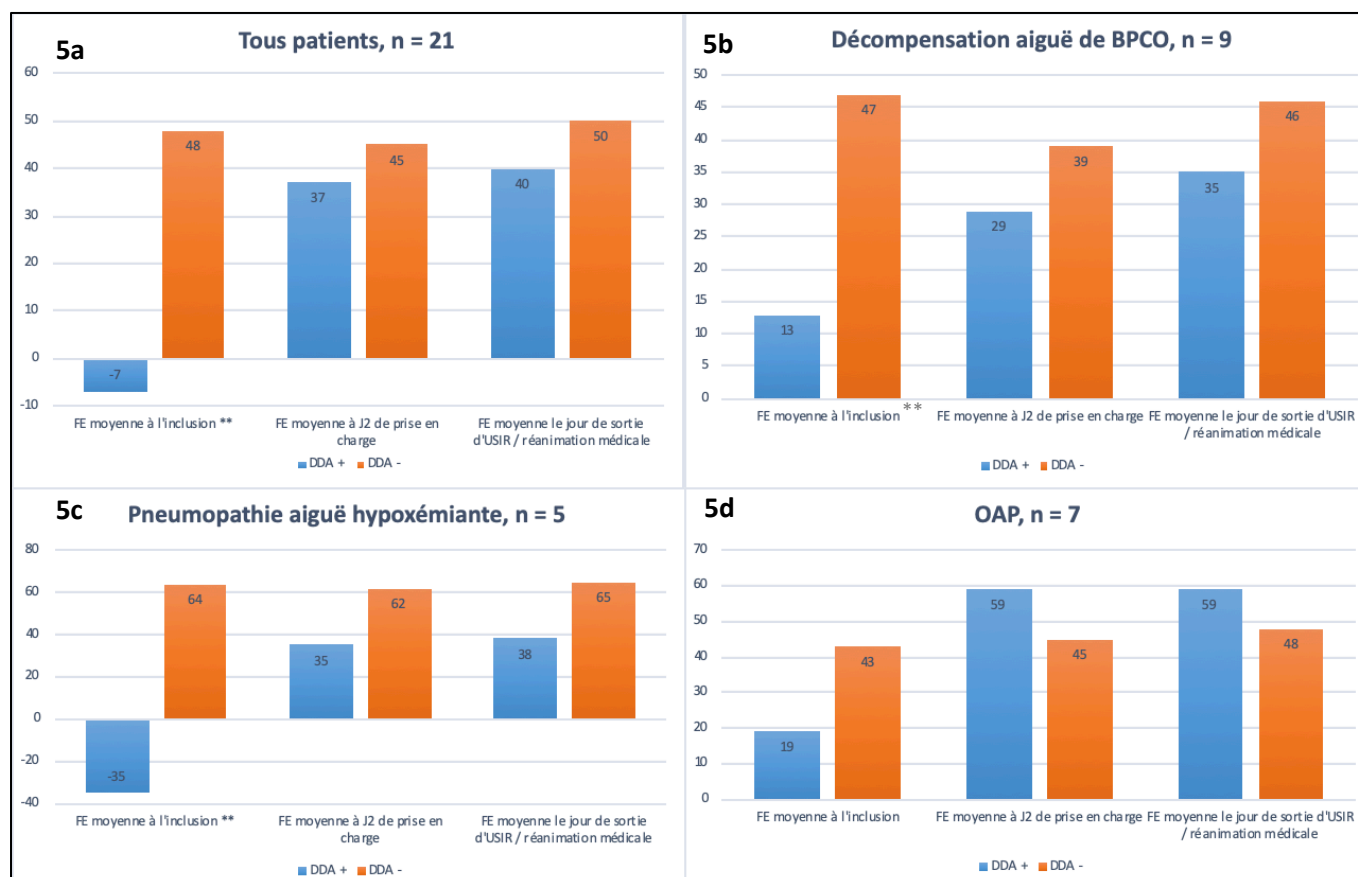 5a
Tous patients, n = 21
60
50
40
30
20
10
0
-10
-7
48
37
45
40
50
FE moyenne à l'inclusion **
FE moyenne à J2 de prise en
charge
FE moyenne le jour de sortie
d'USIR / réanimation médicale
DDA + DDA -
5b
Décompensation aiguë de BPCO, n = 9
50
45
40
35
30
25
20
15
10
5
0
13
47
29
39
35
46
FE moyenne à l'inclusion **
FE moyenne à J2 de prise en charge
FE moyenne le jour de sortie d'USIR
/ réanimation médicale
DDA + DDA -
5c
Pneumopathie aiguë hypoxémiante, n = 5
80
60
40
20
0
-20
-40
-35
64
35
62
38
65
FE moyenne à l'inclusion **
FE moyenne à J2 de prise en
charge
FE moyenne le jour de sortie
d'USIR / réanimation médicale
DDA + DDA -
5d
OAP, n = 7
70
60
50
40
30
20
10
0
19
43
59
45
59
48
FE moyenne à l'inclusion
FE moyenne à J2 de prise en charge
FE moyenne le jour de sortie d'USIR
/ réanimation médicale
DDA + DDA -